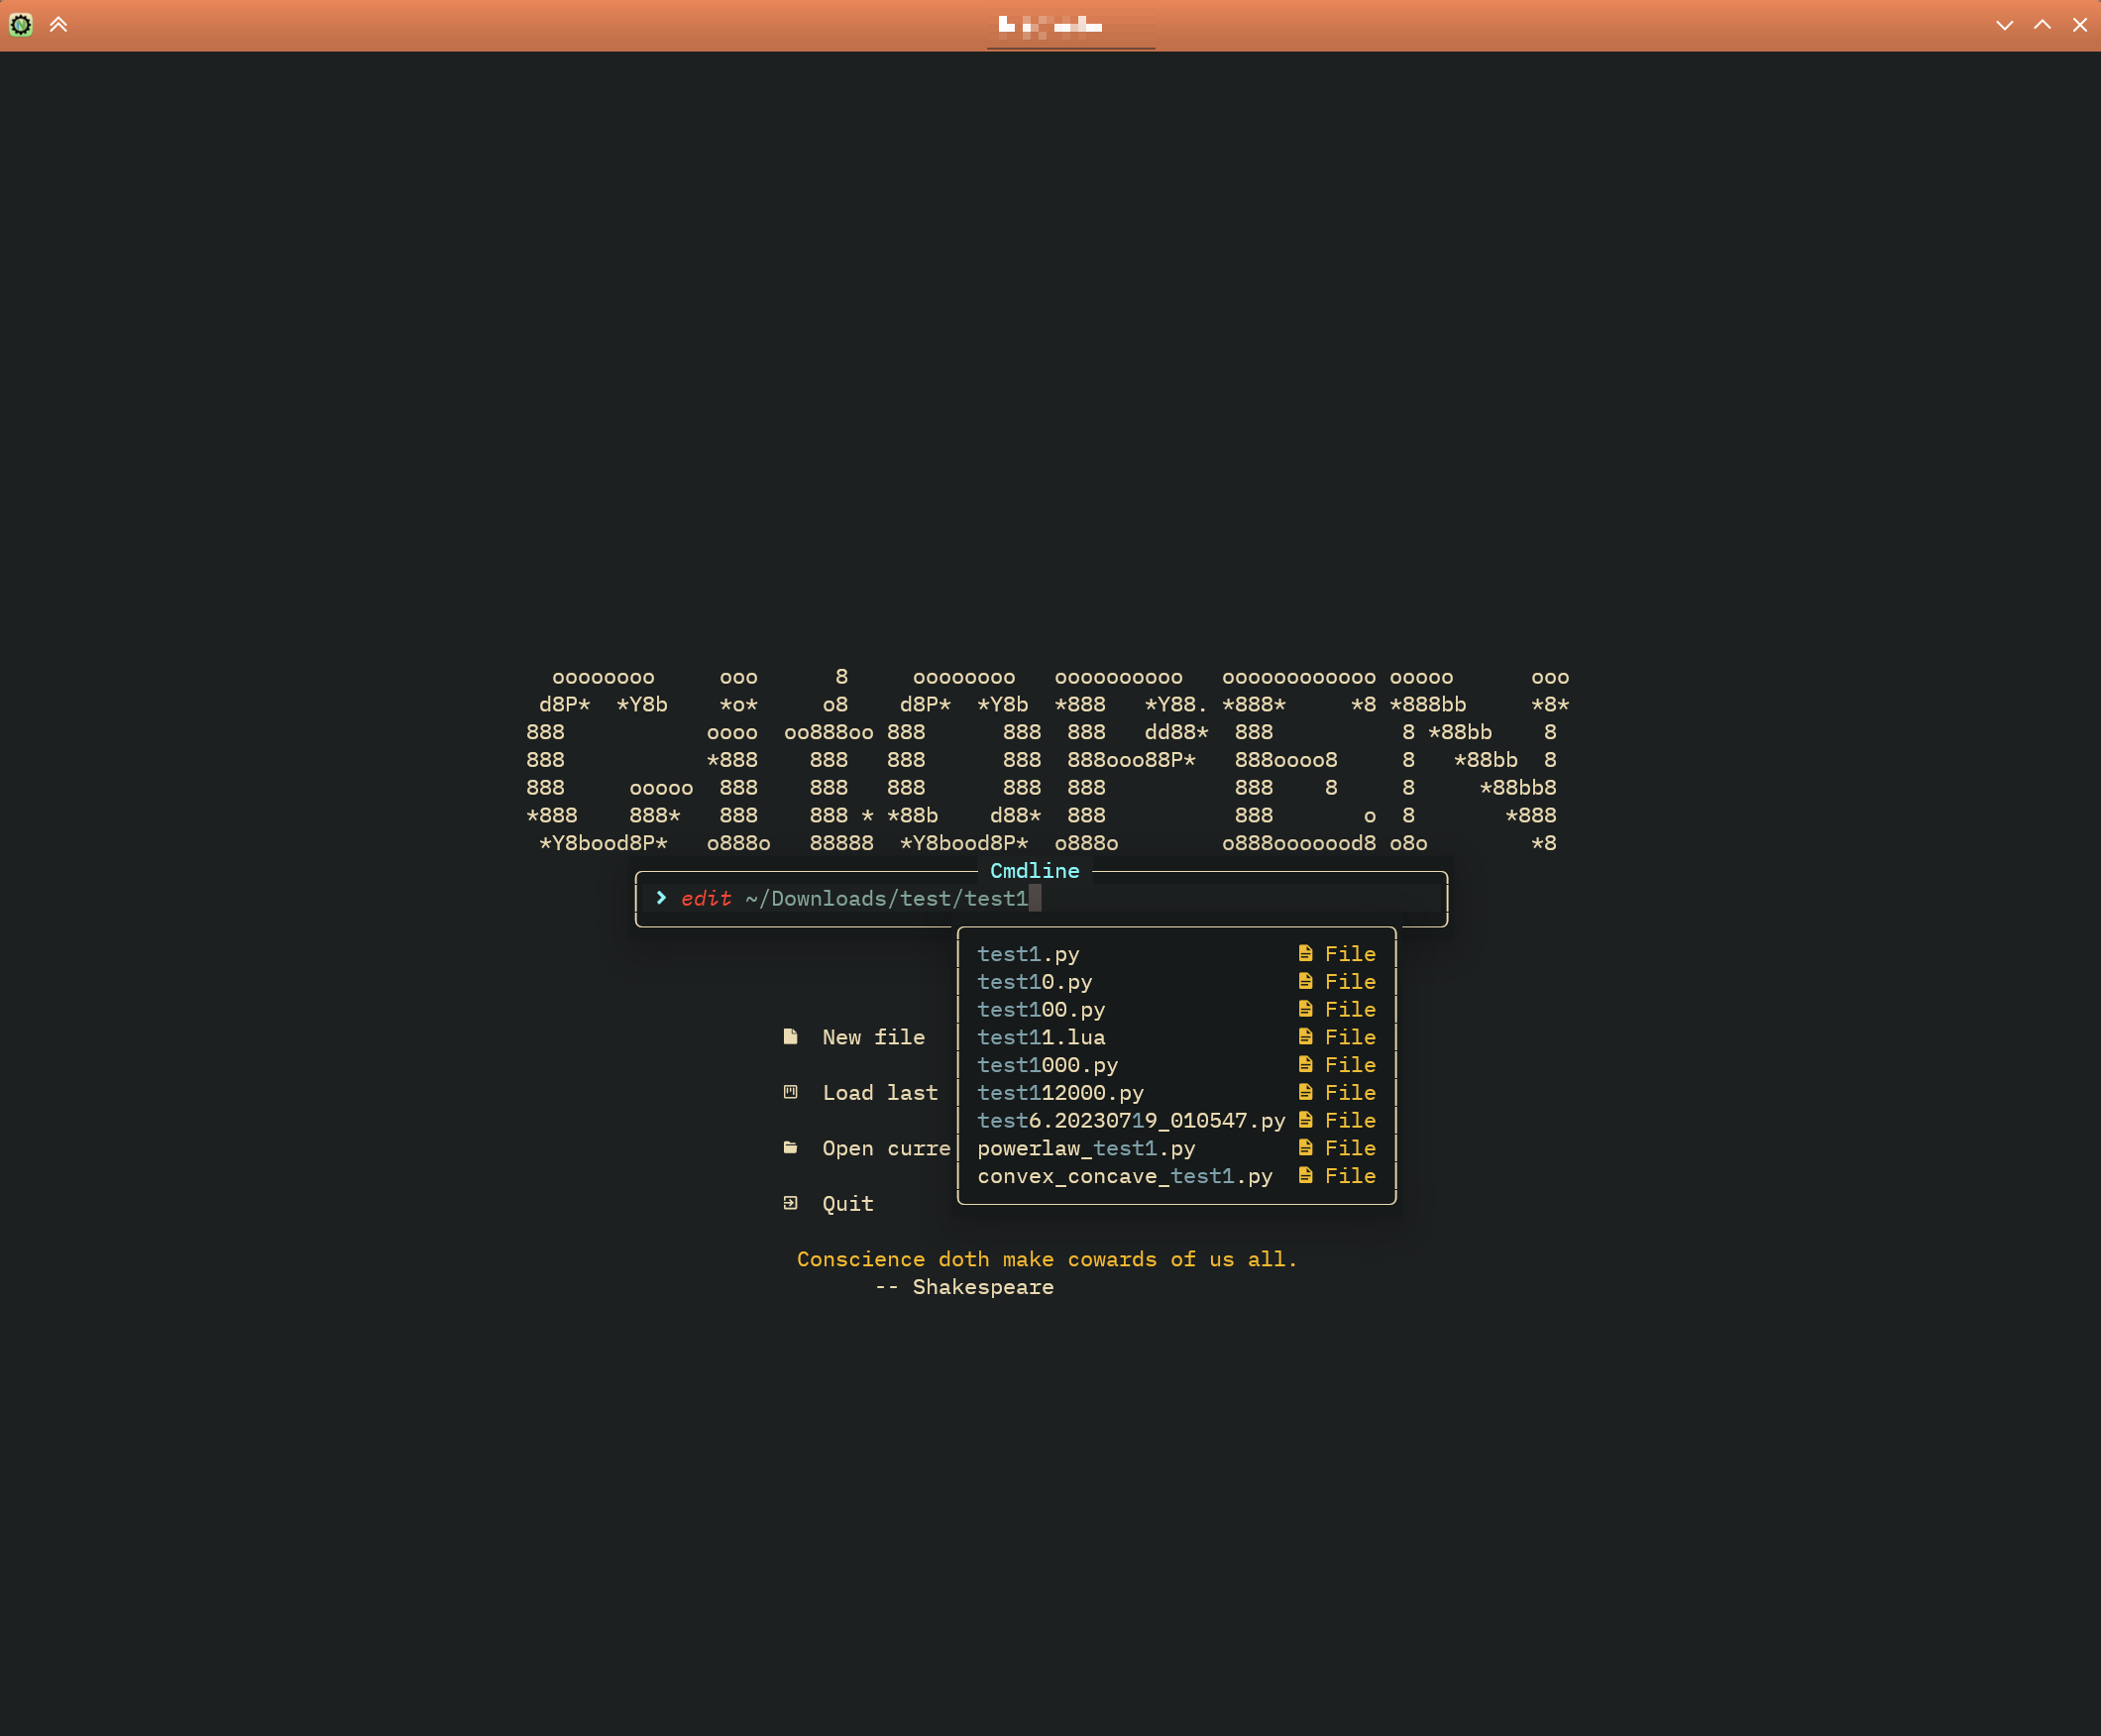 oooooooo     ooo      8     oooooooo   oooooooooo   oooooooooooo ooooo      ooo
 d8P*  *Y8b    *o*     o8    d8P*  *Y8b  *888   *Y88. *888*     *8 *888bb     *8*
888           oooo  oo888oo 888      888  888   dd88*  888          8 *88bb    8
888           *888    888   888      888  888ooo88P*   888oooo8     8   *88bb  8
888     ooooo  888    888   888      888  888          888    8     8     *88bb8
*888    888*   888    888 * *88b    d88*  888          888       o  8       *888
 *Y8bood8P*   o888o   88888  *Y8bood8P*  o888o        o888ooooood8 o8o        *8
Cmdline
edit ~/Downloads/test/test1
test1.py File
test10.py File
test100.py File
New file
test11.lua File
test1000.py File
Load last
test112000.py File
test6.20230719_010547.py File
Open curre
powerlaw_test1.py File
convex_concave_test1.py File
Quit
Conscience doth make cowards of us all.
-- Shakespeare